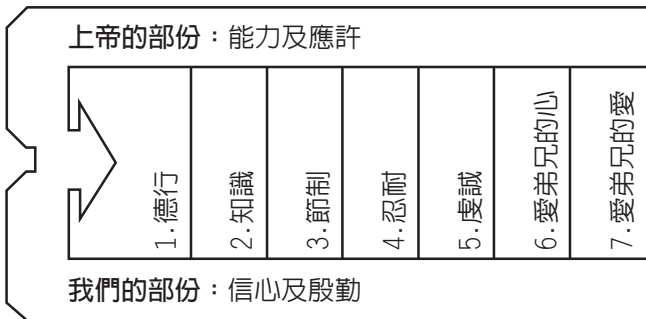 上帝的部份：能力及應許
1.德行
2.知識
3.節制
4.忍耐
5.虔誠
6.愛弟兄的心
7.愛弟兄的愛
我們的部份：信心及殷勤